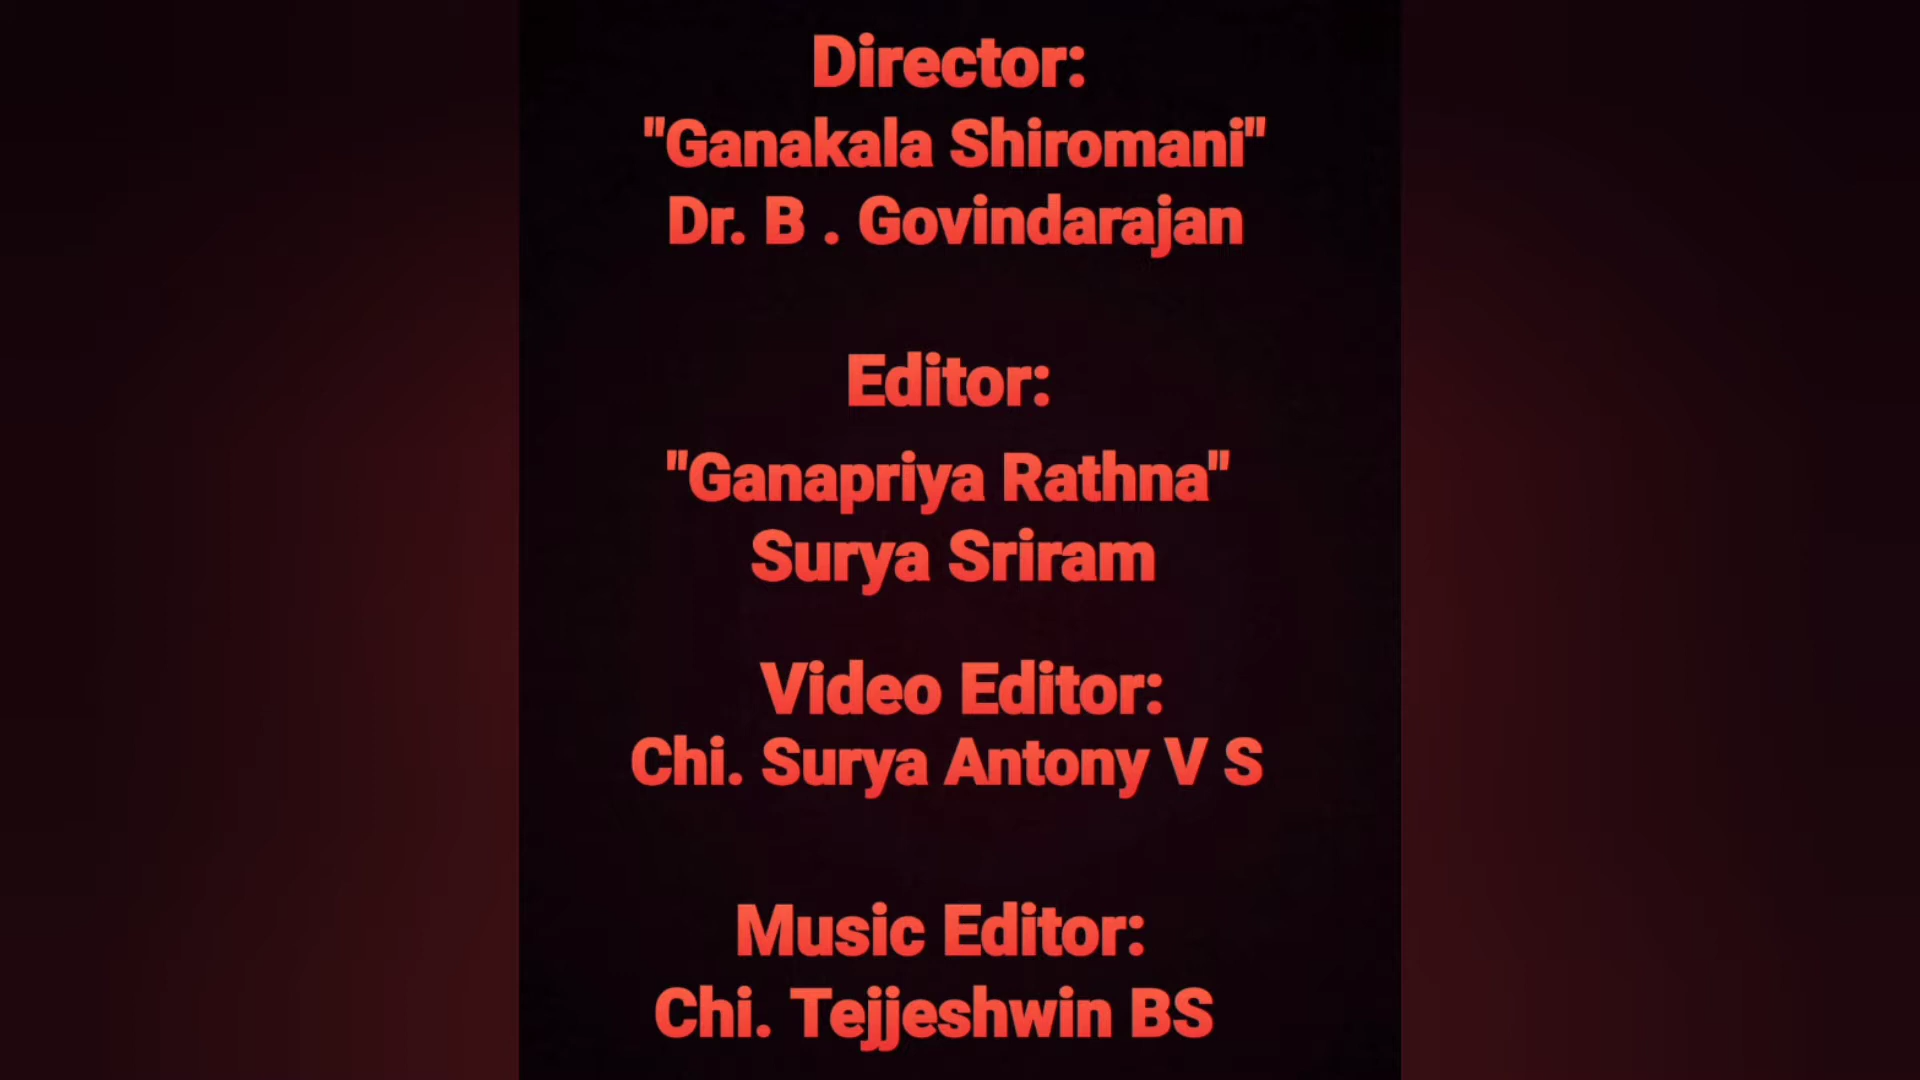 Director:
"Ganakala Shiromani"
Dr. B . Govindarajan
Editor:
"Ganapriya Rathna"
Surya Sriram
Video Editor:
Chi. Surya Antony V S
Music Editor:
Chi. Tejjeshwin BS